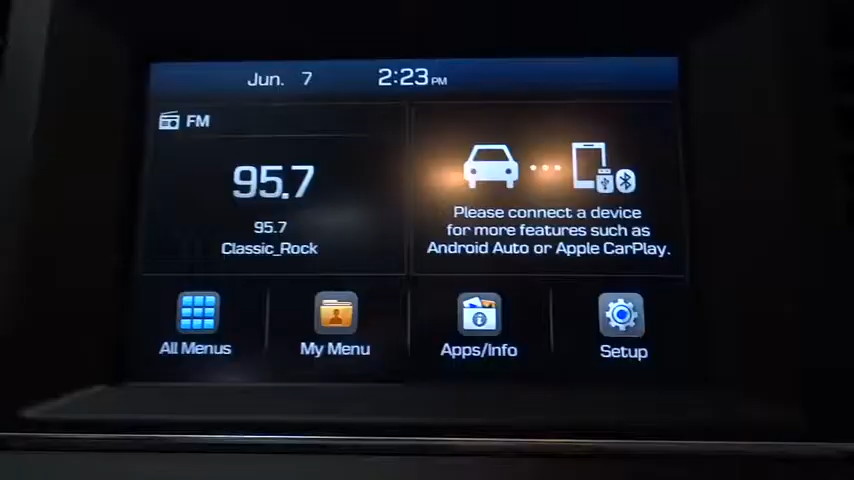 Jun. 7 2:23 PM
FM
95.7
95.7
Classic_Rock
Please connect a device
for more features such as
Android Auto or Apple CarPlay.
All Menus
My Menu
Apps/Info
Setup